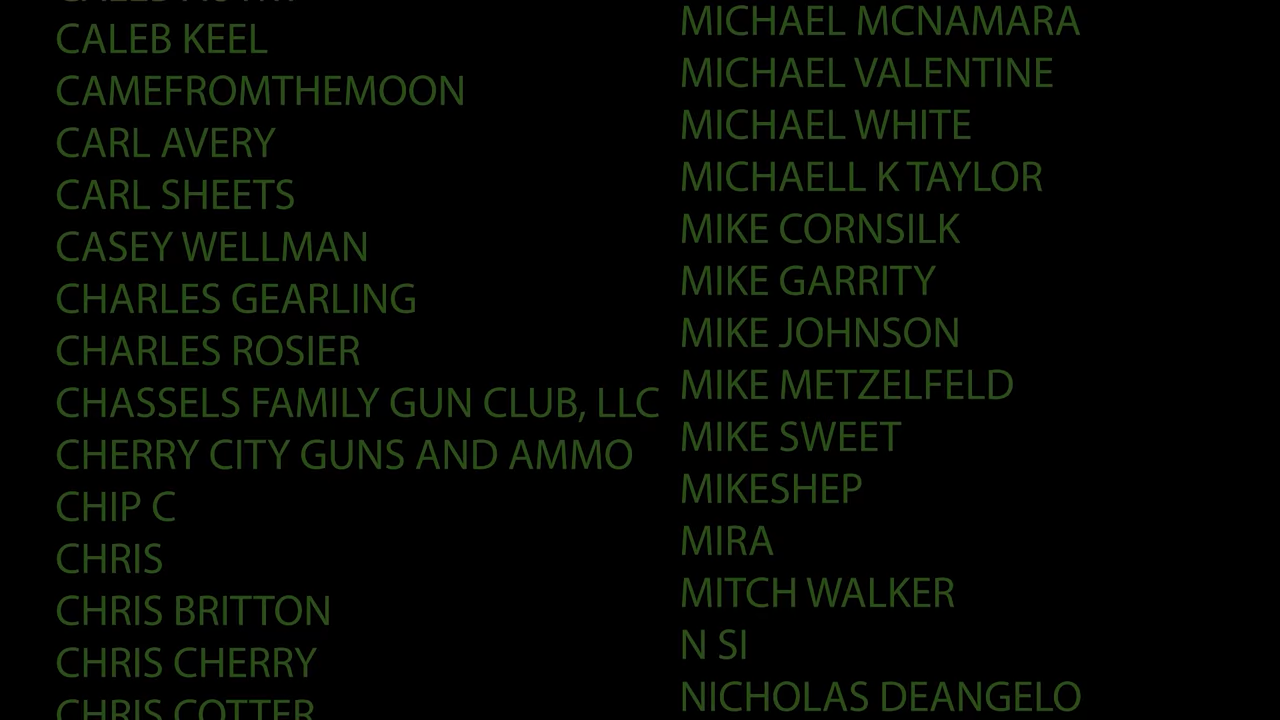 CALEB KEEL
CAMEFROMTHEMOON
CARL AVERY
CARL SHEETS
CASEY WELLMAN
CHARLES GEARLING
CHARLES ROSIER
CHASSELS FAMILY GUN CLUB, LLC
CHERRY CITY GUNS AND AMMO
CHIP C
CHRIS
CHRIS BRITTON
CHRIS CHERRY
CHRIS COTTER
MICHAEL MCNAMARA
MICHAEL VALENTINE
MICHAEL WHITE
MICHAELL K TAYLOR
MIKE CORNSILK
MIKE GARRITY
MIKE JOHNSON
MIKE METZELFELD
MIKE SWEET
MIKESHEP
MIRA
MITCH WALKER
N SI
NICHOLAS DEANGELO